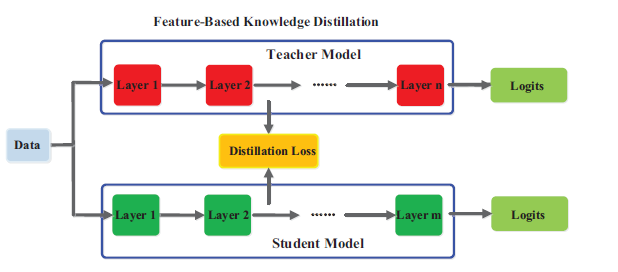 Feature-Based Knowledge Distillation
Teacher Model
Layer 1
Layer 2
......
Layer n
Logits
Data
Distillation Loss
Layer 1
Layer 2
......
Layer m
Logits
Student Model